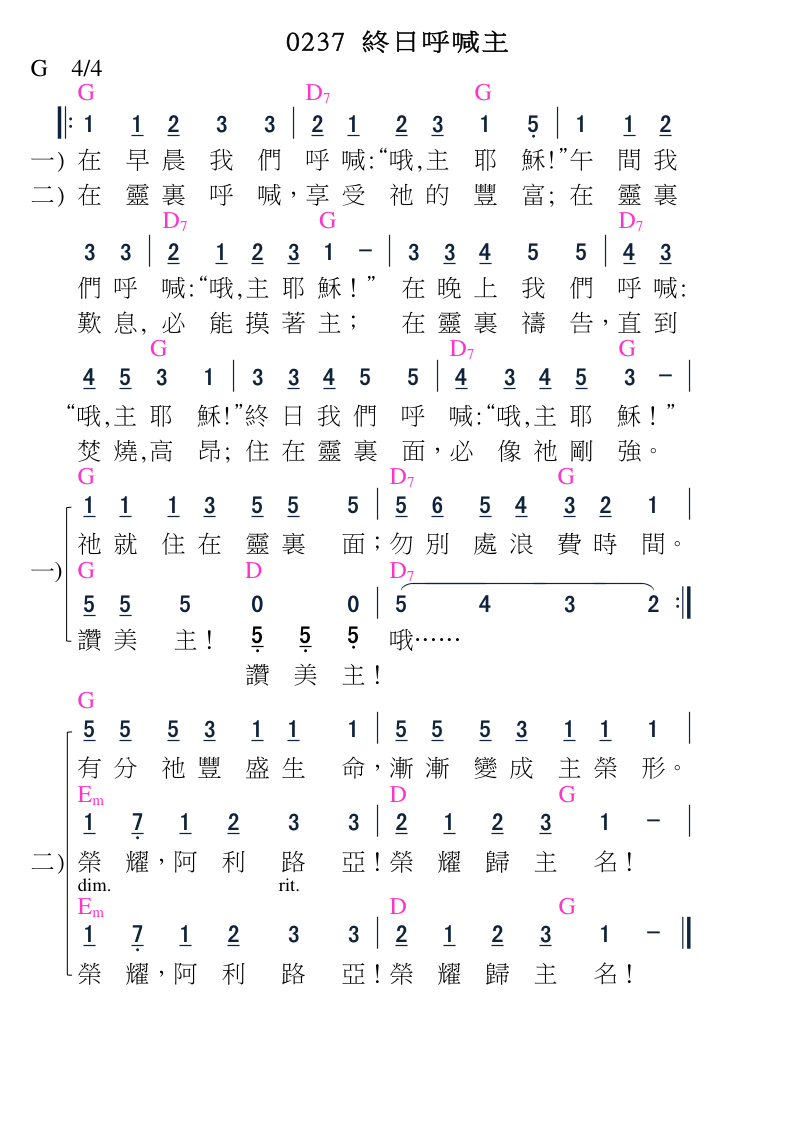 0237 終日呼喊主
G 4/4
G D7 G
1 1 2 3 3 | 2 1 2 3 1 5 | 1 1 2
一) 在 早 晨 我 們 呼 喊:“哦,主 耶 穌!”午 間 我
二) 在 靈 裏 呼 喊，享 受 祂 的 豐 富; 在 靈 裏
D7 G D7
3 3 | 2 1 2 3 1 − | 3 3 4 5 5 | 4 3
們 呼 喊:“哦,主 耶 穌！” 在 晚 上 我 們 呼 喊:
歎 息, 必 能 摸 著 主； 在 靈 裏 禱 告，直 到
G D7 G
4 5 3 1 | 3 3 4 5 5 | 4 3 4 5 3 − |
“哦,主 耶 穌!”終 日 我 們 呼 喊:“哦,主 耶 穌！”
焚 燒,高 昂; 住 在 靈 裏 面，必 像 祂 剛 強。
G D7 G
1 1 1 3 5 5 5 | 5 6 5 4 3 2 1 |
祂 就 住 在 靈 裏 面；勿 別 處 浪 費 時 間。
一) G D D7
5 5 5 0 0 | 5 4 3 2 :|
讚 美 主！ 5 5 5 哦……
讚 美 主！
G
5 5 5 3 1 1 1 | 5 5 5 3 1 1 1 |
有 分 祂 豐 盛 生 命，漸 漸 變 成 主 榮 形。
Em D G
1 7 1 2 3 3 | 2 1 2 3 1 − |
二) 榮 耀，阿 利 路 亞！榮 耀 歸 主 名！
dim. rit.
Em D G
1 7 1 2 3 3 | 2 1 2 3 1 − ||
榮 耀，阿 利 路 亞！榮 耀 歸 主 名！